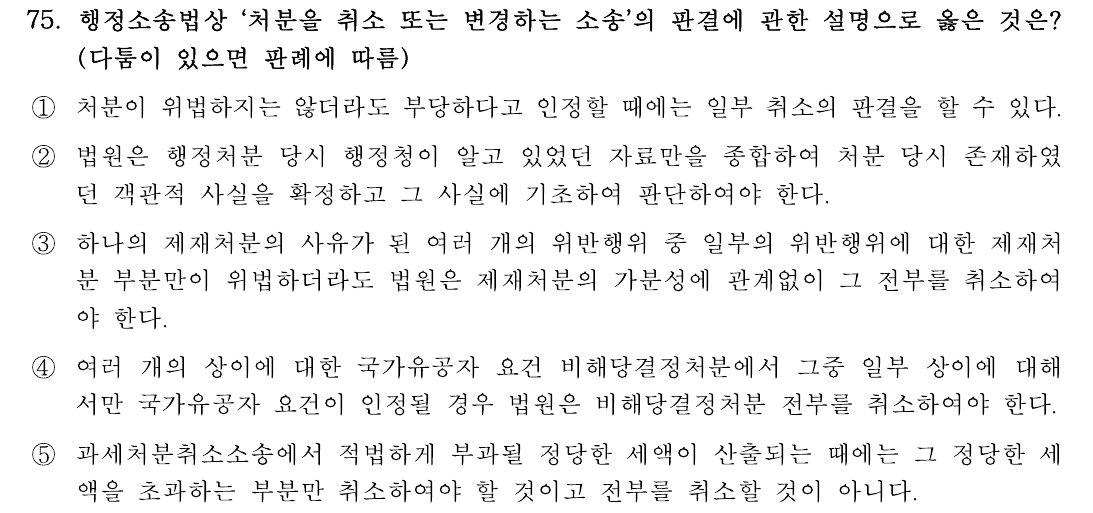 75. 행정소송법상 ‘처분을 취소 또는 변경하는 소송’의 판결에 관한 설명으로 옳은 것은?
(다툼이 있으면 판례에 따름)
① 처분이 위법하지는 않더라도 부당하다고 인정할 때에는 일부 취소의 판결을 할 수 있다.
② 법원은 행정처분 당시 행정청이 알고 있었던 자료만을 종합하여 처분 당시 존재하였
던 객관적 사실을 확정하고 그 사실에 기초하여 판단하여야 한다.
③ 하나의 제재처분의 사유가 된 여러 개의 위반행위 중 일부의 위반행위에 대한 제재처
분 부분만이 위법하더라도 법원은 제재처분의 가분성에 관계없이 그 전부를 취소하여
야 한다.
④ 여러 개의 상이에 대한 국가유공자 요건 비해당결정처분에서 그중 일부 상이에 대해
서만 국가유공자 요건이 인정될 경우 법원은 비해당결정처분 전부를 취소하여야 한다.
⑤ 과세처분취소소송에서 적법하게 부과될 정당한 세액이 산출되는 때에는 그 정당한 세
액을 초과하는 부분만 취소하여야 할 것이고 전부를 취소할 것이 아니다.